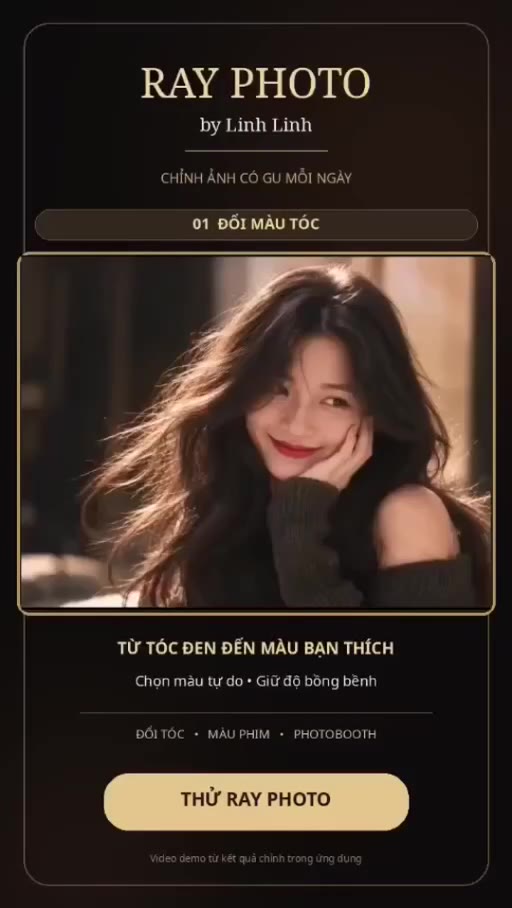 RAY PHOTO
by Linh Linh
CHỈNH ẢNH CÓ GU MỖI NGÀY
01 ĐỔI MÀU TÓC
TỪ TÓC ĐEN ĐẾN MÀU BẠN THÍCH
Chọn màu tự do • Giữ độ bồng bềnh
ĐỔI TÓC • MÀU PHIM • PHOTOBOOTH
THỬ RAY PHOTO
Video demo từ kết quả chỉnh trong ứng dụng